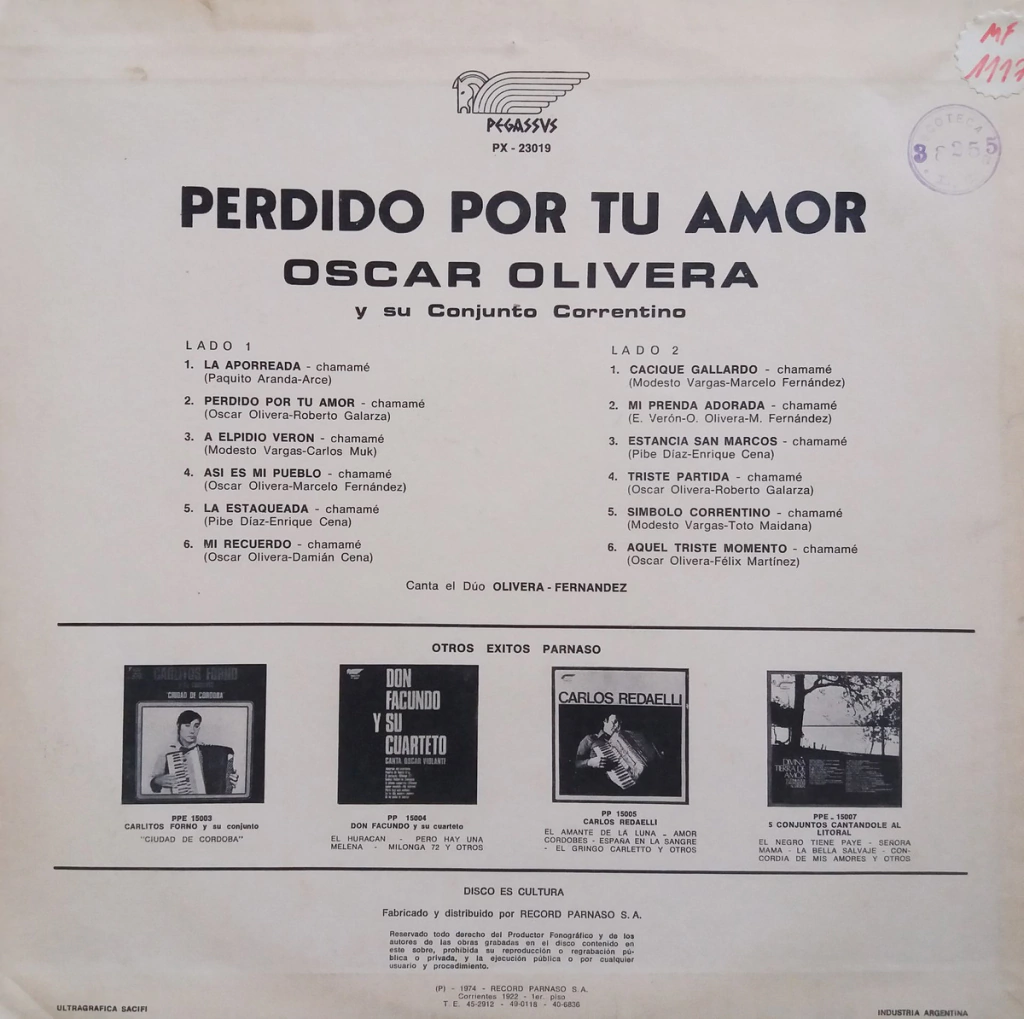 MF
1117
PEGASSVS
PX - 23019
PERDIDO POR TU AMOR
OSCAR OLIVERA
y su Conjunto Correntino
LADO 1
1. LA APORREADA - chamamé
(Paquito Aranda-Arce)
2. PERDIDO POR TU AMOR - chamamé
(Oscar Olivera-Roberto Galarza)
3. A ELPIDIO VERON - chamamé
(Modesto Vargas-Carlos Muk)
4. ASI ES MI PUEBLO - chamamé
(Oscar Olivera-Marcelo Fernández)
5. LA ESTAQUEADA - chamamé
(Pibe Díaz-Enrique Cena)
6. MI RECUERDO - chamamé
(Oscar Olivera-Damián Cena)
LADO 2
1. CACIQUE GALLARDO - chamamé
(Modesto Vargas-Marcelo Fernández)
2. MI PRENDA ADORADA - chamamé
(E. Verón-O. Olivera-M. Fernández)
3. ESTANCIA SAN MARCOS - chamamé
(Pibe Díaz-Enrique Cena)
4. TRISTE PARTIDA - chamamé
(Oscar Olivera-Roberto Galarza)
5. SIMBOLO CORRENTINO - chamamé
(Modesto Vargas-Toto Maidana)
6. AQUEL TRISTE MOMENTO - chamamé
(Oscar Olivera-Félix Martínez)
Canta el Dúo OLIVERA - FERNANDEZ
OTROS EXITOS PARNASO
CARLITOS FORNO
CIUDAD DE CORDOBA
PPE 15003
CARLITOS FORNO y su conjunto
"CIUDAD DE CORDOBA"
DON
FACUNDO
Y SU
CUARTETO
CANTA OSCAR VIOLANTI
PP 15004
DON FACUNDO y su cuarteto
EL HURACAN - PERO HAY UNA
MELENA - MILONGA 72 Y OTROS
CARLOS REDAELLI
PP 15005
CARLOS REDAELLI
EL AMANTE DE LA LUNA - AMOR
CORDOBES - ESPAÑA EN LA SANGRE
- EL GRINGO CARLETTO Y OTROS
DIVINA
TIERRA DE
AMOR
PPE - 15007
5 CONJUNTOS CANTANDOLE AL
LITORAL
EL NEGRO TIENE PAYE - SEÑORA
MAMA - LA BELLA SALVAJE - CON-
CORDIA DE MIS AMORES Y OTROS
DISCO ES CULTURA
Fabricado y distribuido por RECORD PARNASO S. A.
Reservado todo derecho del Productor Fonográfico y de los
autores de las obras grabadas en el disco contenido en
este sobre, prohibida su reproducción o regrabación pú-
blica o privada, y la ejecución pública o por cualquier
usuario y procedimiento.
(P) - 1974 - RECORD PARNASO S. A.
Corrientes 1922 - 1er. piso
T. E. 45-2912 - 49-0118 - 40-6836
ULTRAGRAFICA SACIFI
INDUSTRIA ARGENTINA